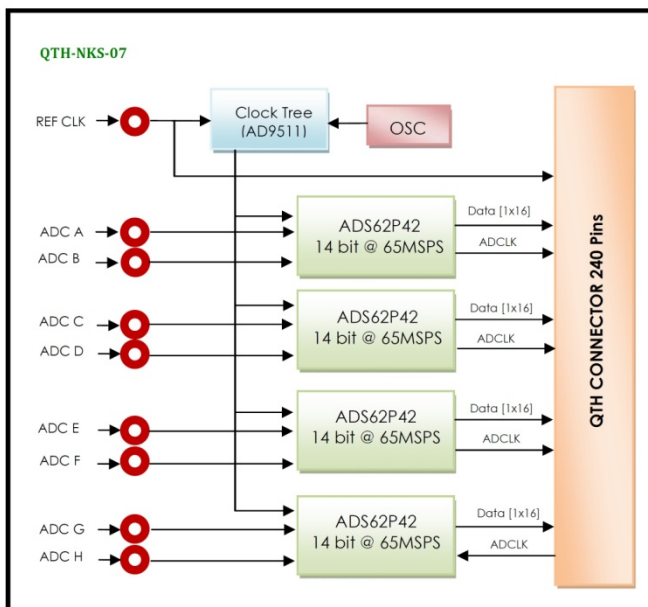 QTH-NKS-07
REF CLK
Clock Tree
(AD9511)
OSC
ADC A
ADC B
ADS62P42
14 bit @ 65MSPS
Data [1x16]
ADCLK
ADC C
ADC D
ADS62P42
14 bit @ 65MSPS
Data [1x16]
ADCLK
ADC E
ADC F
ADS62P42
14 bit @ 65MSPS
Data [1x16]
ADCLK
ADC G
ADC H
ADS62P42
14 bit @ 65MSPS
Data [1x16]
ADCLK
QTH CONNECTOR 240 Pins